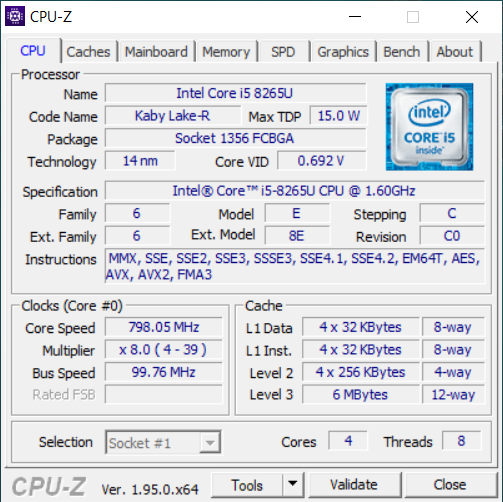 CPU-Z
CPU Caches Mainboard Memory SPD Graphics Bench About
Processor
Name Intel Core i5 8265U
Code Name Kaby Lake-R Max TDP 15.0 W
Package Socket 1356 FCBGA
Technology 14 nm Core VID 0.692 V
intel
CORE i5
inside™
Specification Intel® Core™ i5-8265U CPU @ 1.60GHz
Family 6 Model E Stepping C
Ext. Family 6 Ext. Model 8E Revision C0
Instructions MMX, SSE, SSE2, SSE3, SSSE3, SSE4.1, SSE4.2, EM64T, AES,
AVX, AVX2, FMA3
Clocks (Core #0)
Core Speed 798.05 MHz
Multiplier x 8.0 ( 4 - 39 )
Bus Speed 99.76 MHz
Rated FSB
Cache
L1 Data 4 x 32 KBytes 8-way
L1 Inst. 4 x 32 KBytes 8-way
Level 2 4 x 256 KBytes 4-way
Level 3 6 MBytes 12-way
Selection Socket #1 Cores 4 Threads 8
CPU-Z Ver. 1.95.0.x64 Tools Validate Close